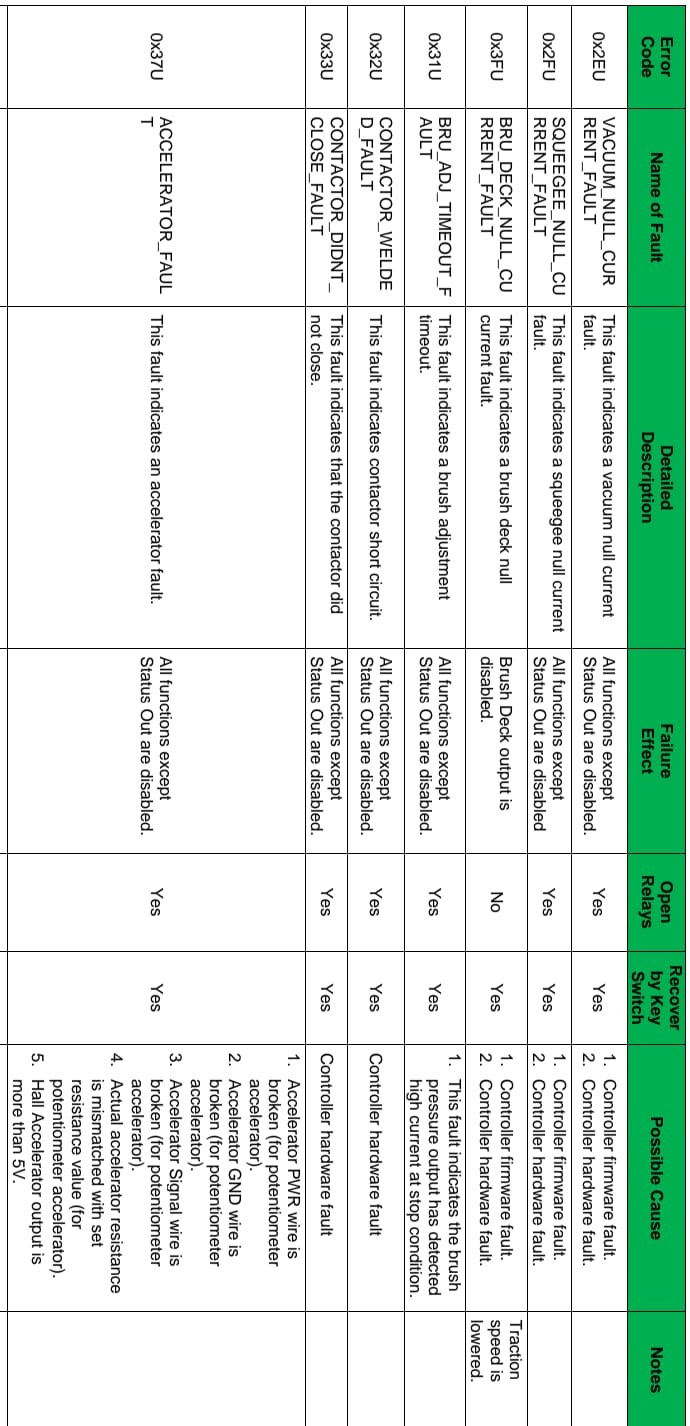 Error
Code
Name of Fault
Detailed
Description
Failure
Effect
Open
Relays
Recover
by Key
Switch
Possible Cause
Notes
0x2EU
VACUUM_NULL_CUR
RENT_FAULT
This fault indicates a vacuum null current
fault.
All functions except
Status Out are disabled.
Yes
Yes
1. Controller firmware fault.
2. Controller hardware fault.
0x2FU
SQUEEGEE_NULL_CU
RRENT_FAULT
This fault indicates a squeegee null current
fault.
All functions except
Status Out are disabled
Yes
Yes
1. Controller firmware fault.
2. Controller hardware fault.
0x3FU
BRU_DECK_NULL_CU
RRENT_FAULT
This fault indicates a brush deck null
current fault.
Brush Deck output is
disabled.
No
Yes
1. Controller firmware fault.
2. Controller hardware fault.
Traction
speed is
lowered.
0x31U
BRU_ADJ_TIMEOUT_F
AULT
This fault indicates a brush adjustment
timeout.
All functions except
Status Out are disabled.
Yes
Yes
1. This fault indicates the brush
pressure output has detected
high current at stop condition.
0x32U
CONTACTOR_WELDE
D_FAULT
This fault indicates contactor short circuit.
All functions except
Status Out are disabled.
Yes
Yes
Controller hardware fault
0x33U
CONTACTOR_DIDNT_
CLOSE_FAULT
This fault indicates that the contactor did
not close.
All functions except
Status Out are disabled.
Yes
Yes
Controller hardware fault
0x37U
ACCELERATOR_FAUL
T
This fault indicates an accelerator fault.
All functions except
Status Out are disabled.
Yes
Yes
1. Accelerator PWR wire is
broken (for potentiometer
accelerator).
2. Accelerator GND wire is
broken (for potentiometer
accelerator).
3. Accelerator Signal wire is
broken (for potentiometer
accelerator).
4. Actual accelerator resistance
is mismatched with set
resistance value (for
potentiometer accelerator).
5. Hall Accelerator output is
more than 5V.